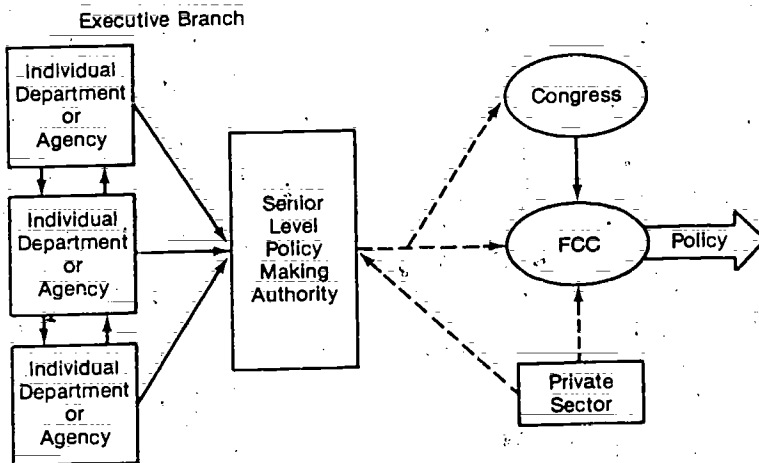 Executive Branch
Individual
Department
or
Agency
Individual
Department
or
Agency
Individual
Department
or
Agency
Senior
Level
Policy
Making
Authority
Congress
FCC
Policy
Private
Sector